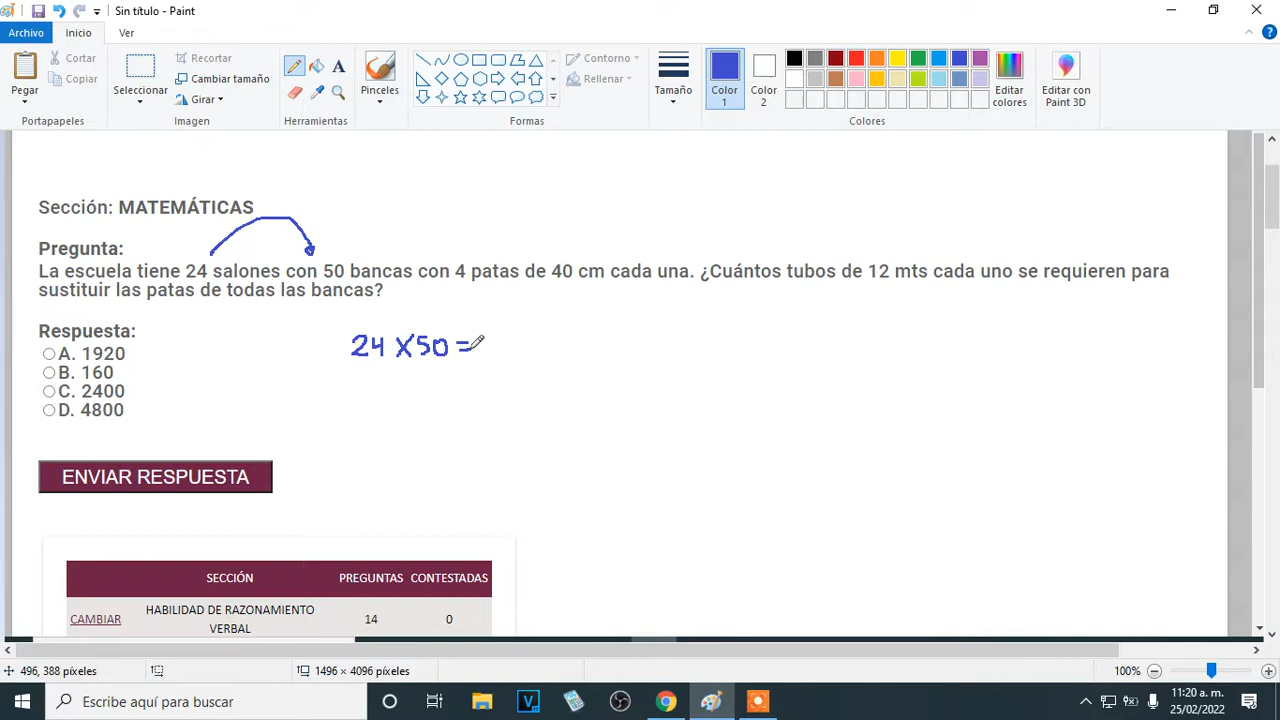 Sin título - Paint
Archivo Inicio Ver
Pegar
Cortar
Copiar
Portapapeles
Seleccionar
Recortar
Cambiar tamaño
Girar
Imagen
A
Herramientas
Pinceles
Contorno
Rellenar
Formas
Tamaño
Color 1
Color 2
Editar colores
Editar con Paint 3D
Colores
Sección: MATEMÁTICAS
Pregunta:
La escuela tiene 24 salones con 50 bancas con 4 patas de 40 cm cada una. ¿Cuántos tubos de 12 mts cada uno se requieren para
sustituir las patas de todas las bancas?
Respuesta:
A. 1920
B. 160
C. 2400
D. 4800
24 X50 =
ENVIAR RESPUESTA
SECCIÓN PREGUNTAS CONTESTADAS
CAMBIAR HABILIDAD DE RAZONAMIENTO VERBAL 14 0
496, 388 píxeles 1496 × 4096 píxeles 100%
Escribe aquí para buscar
11:20 a. m.
25/02/2022